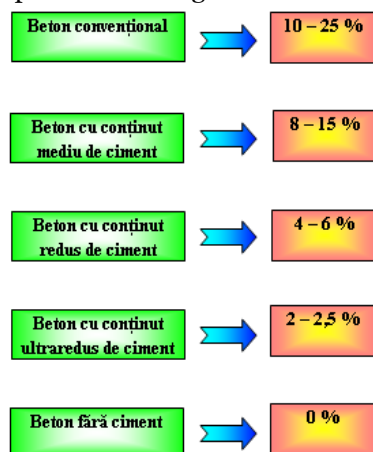 Beton convențional
10 – 25 %
Beton cu conținut
mediu de ciment
8 – 15 %
Beton cu conținut
redus de ciment
4 – 6 %
Beton cu conținut
ultraredus de ciment
2 – 2,5 %
Beton fără ciment
0 %